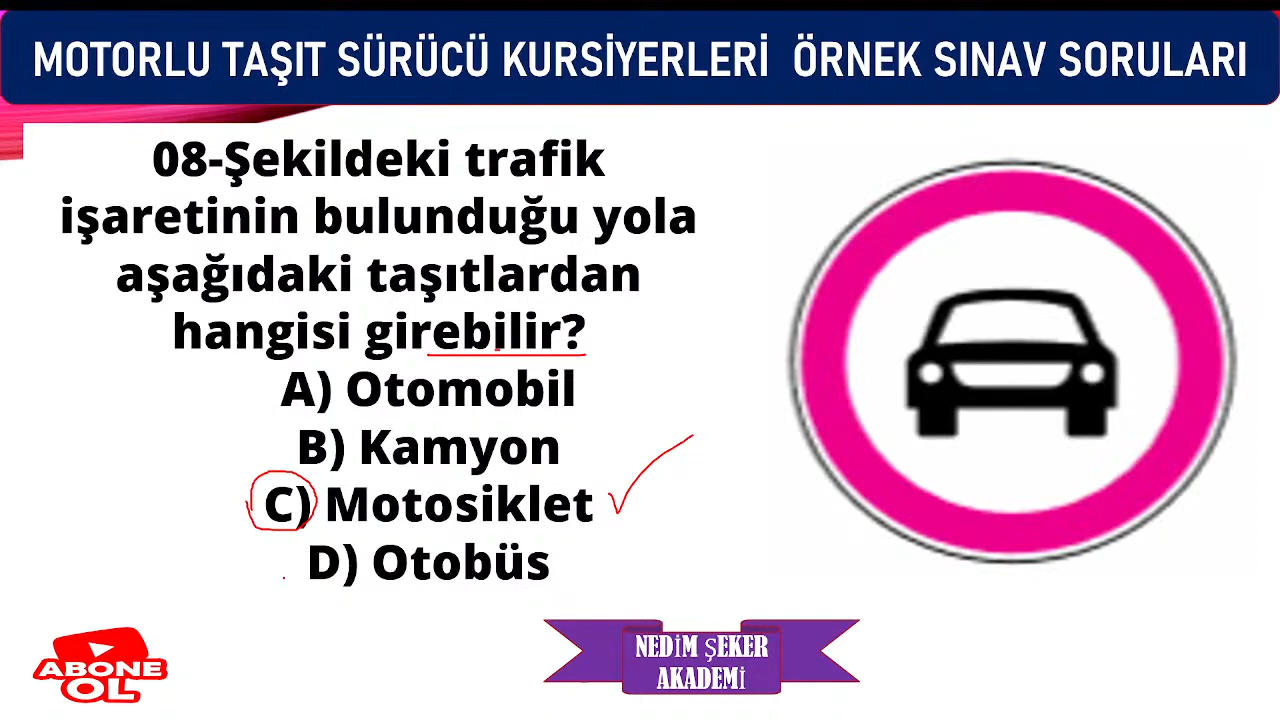 MOTORLU TAŞIT SÜRÜCÜ KURSİYERLERİ ÖRNEK SINAV SORULARI
08-Şekildeki trafik
işaretinin bulunduğu yola
aşağıdaki taşıtlardan
hangisi girebilir?
A) Otomobil
B) Kamyon
C) Motosiklet
D) Otobüs
ABONE
OL
NEDİM ŞEKER
AKADEMİ